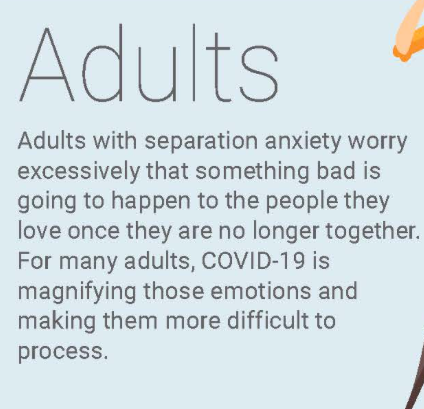 Adults
Adults with separation anxiety worry
excessively that something bad is
going to happen to the people they
love once they are no longer together.
For many adults, COVID-19 is
magnifying those emotions and
making them more difficult to
process.